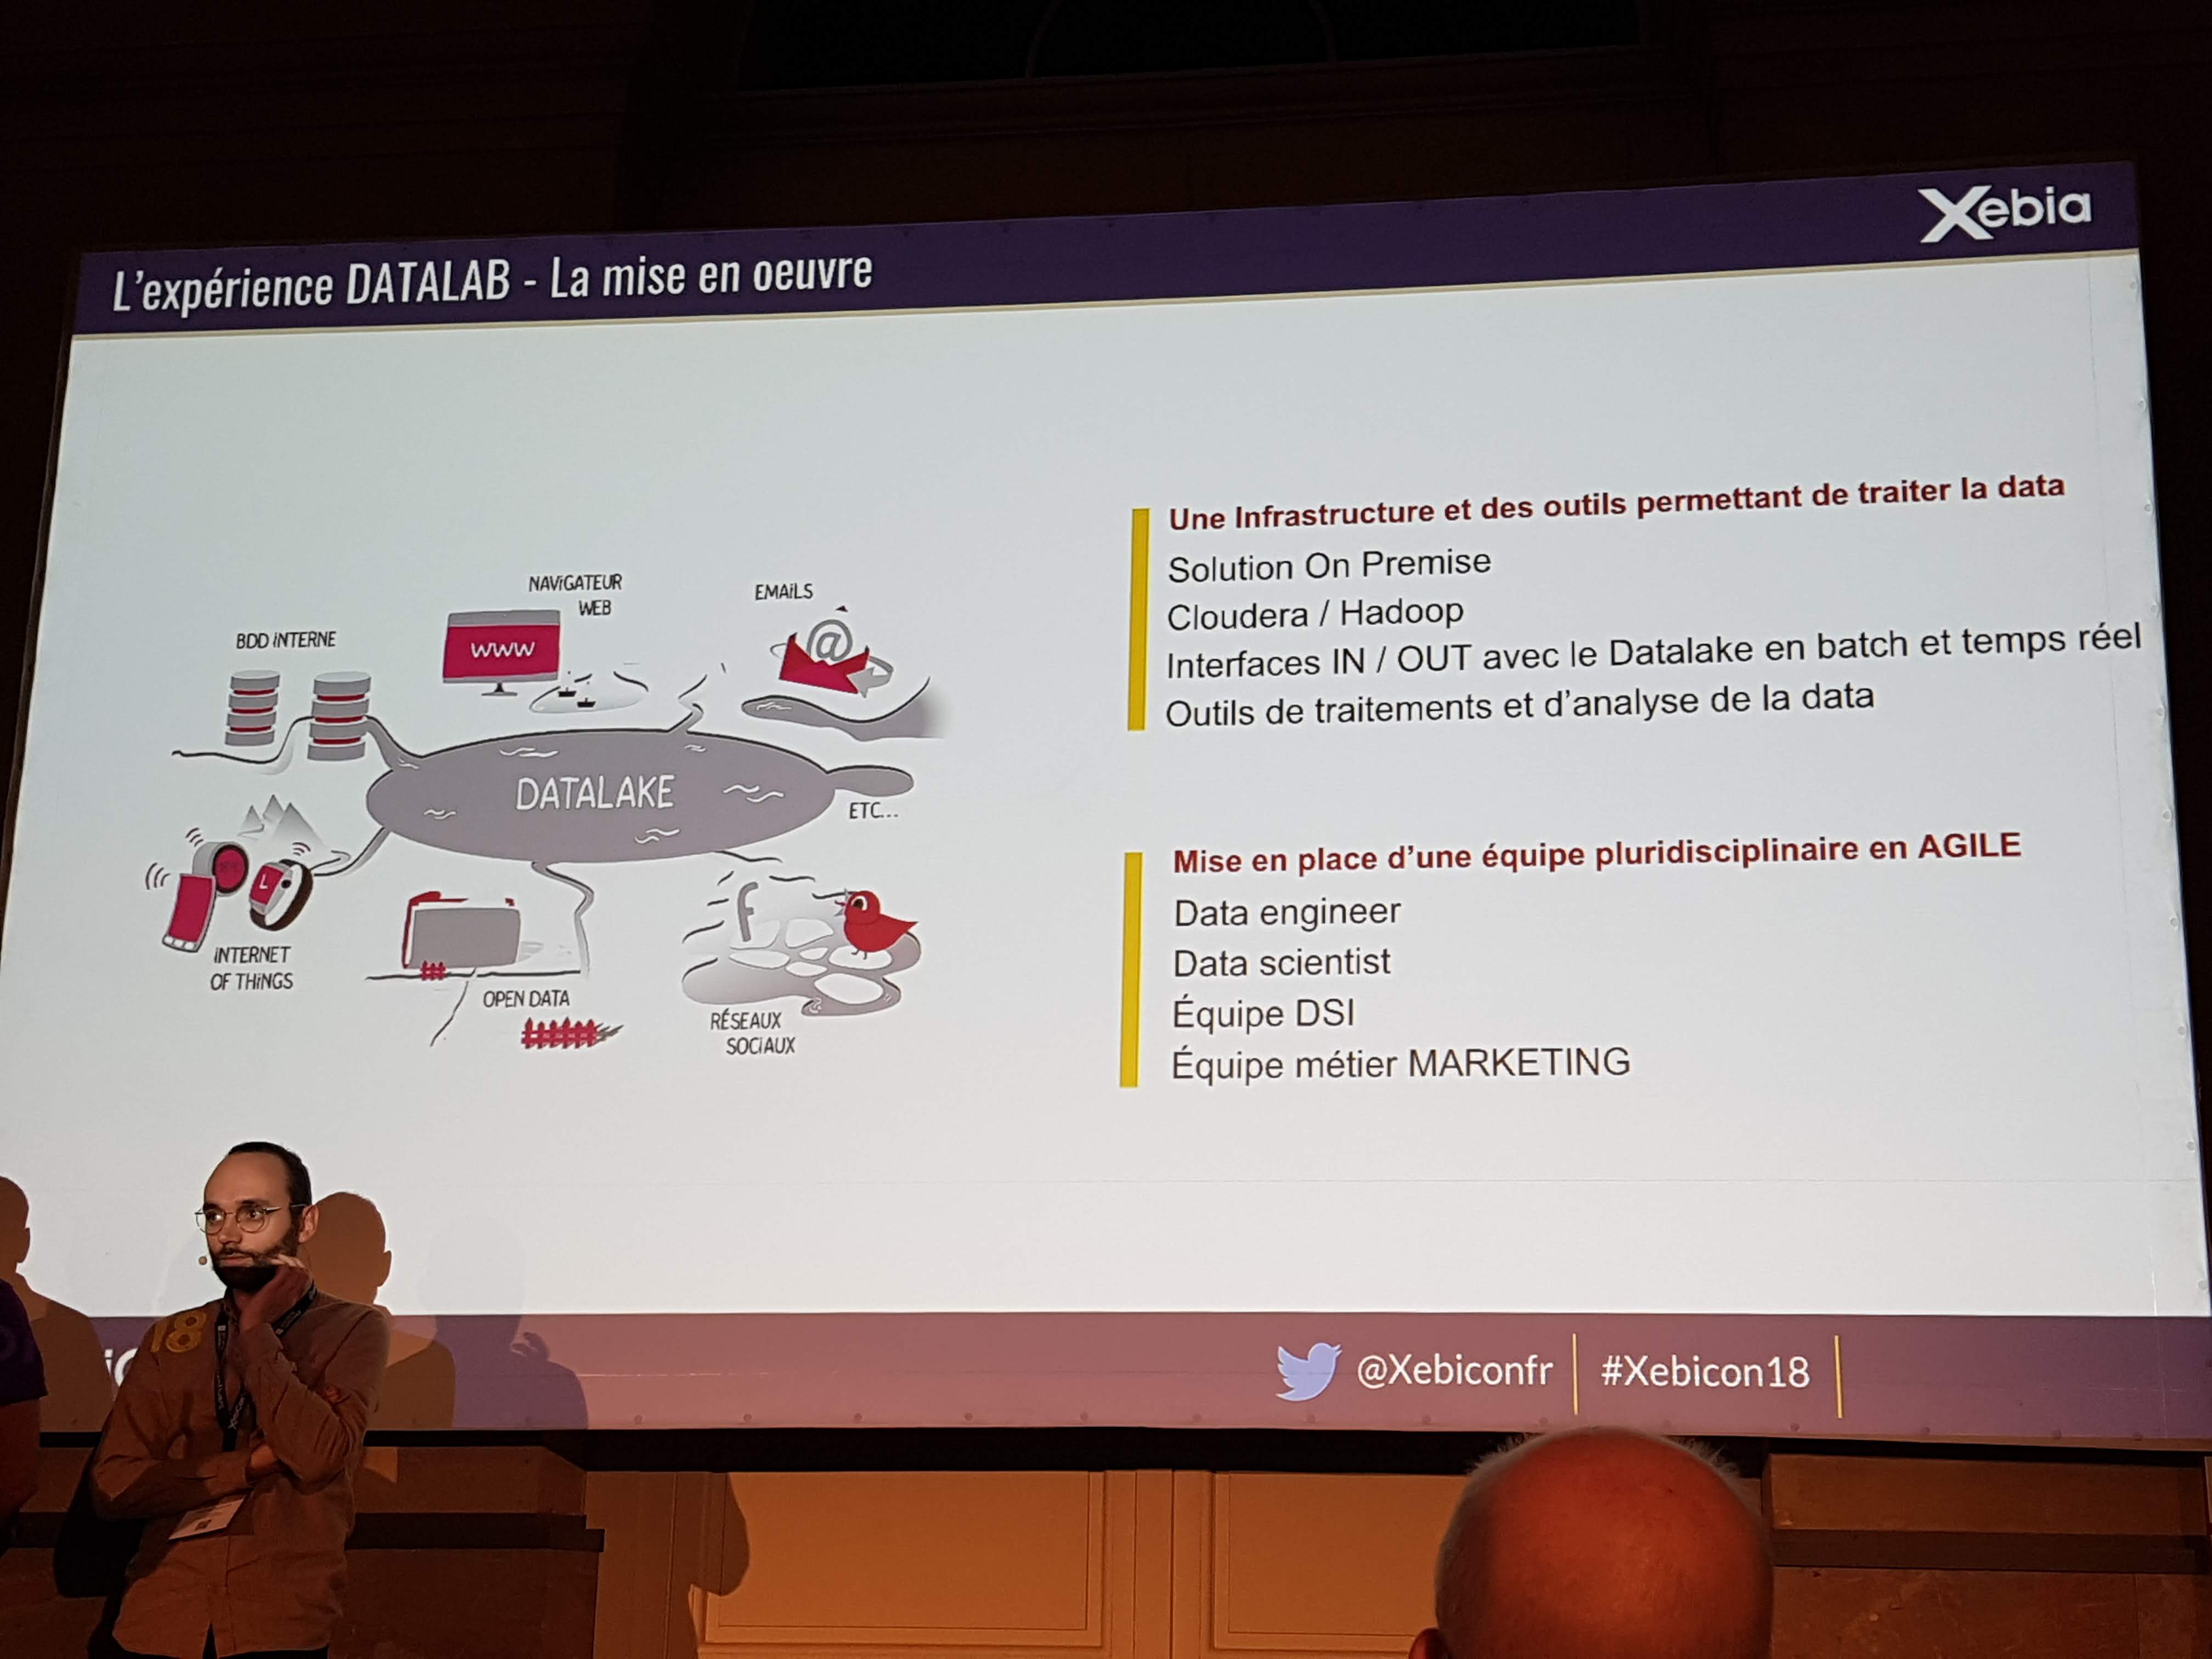 Xebia
L'expérience DATALAB - La mise en oeuvre
NAViGATEUR
WEB
EMAiLS
BDD iNTERNE
WWW
@
DATALAKE
ETC...
L
f
iNTERNET
OF THiNGS
OPEN DATA
RÉSEAUX
SOCiAUX
Une Infrastructure et des outils permettant de traiter la data
Solution On Premise
Cloudera / Hadoop
Interfaces IN / OUT avec le Datalake en batch et temps réel
Outils de traitements et d'analyse de la data
Mise en place d'une équipe pluridisciplinaire en AGILE
Data engineer
Data scientist
Équipe DSI
Équipe métier MARKETING
18
@Xebiconfr
#Xebicon18